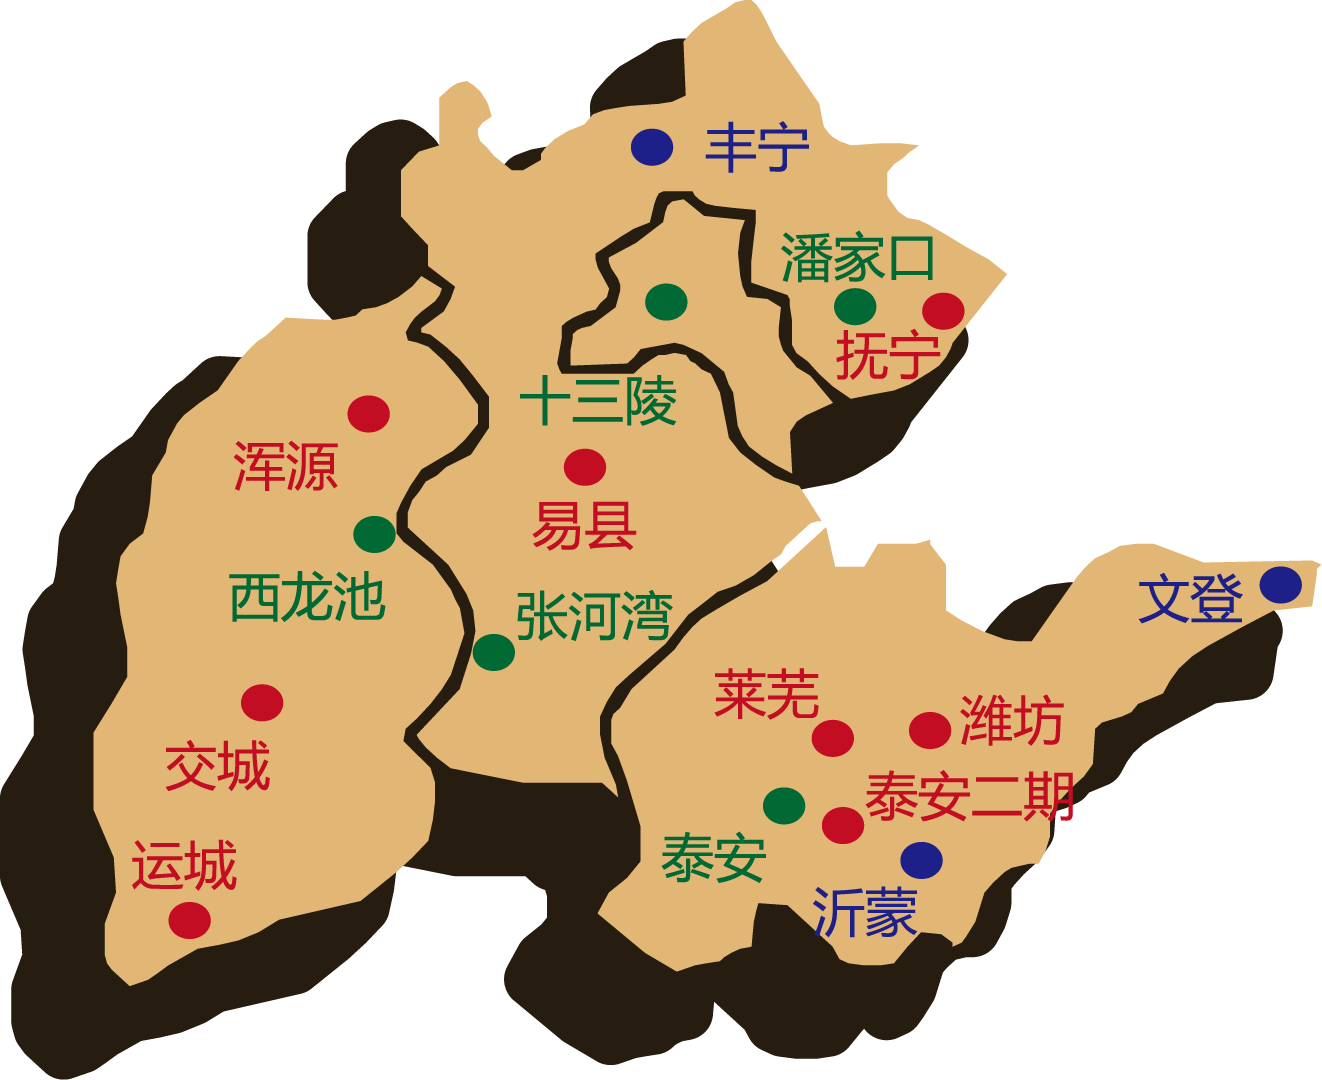 丰宁
潘家口
抚宁
十三陵
浑源
易县
西龙池
张河湾
文登
莱芜
潍坊
交城
泰安二期
泰安
运城
沂蒙